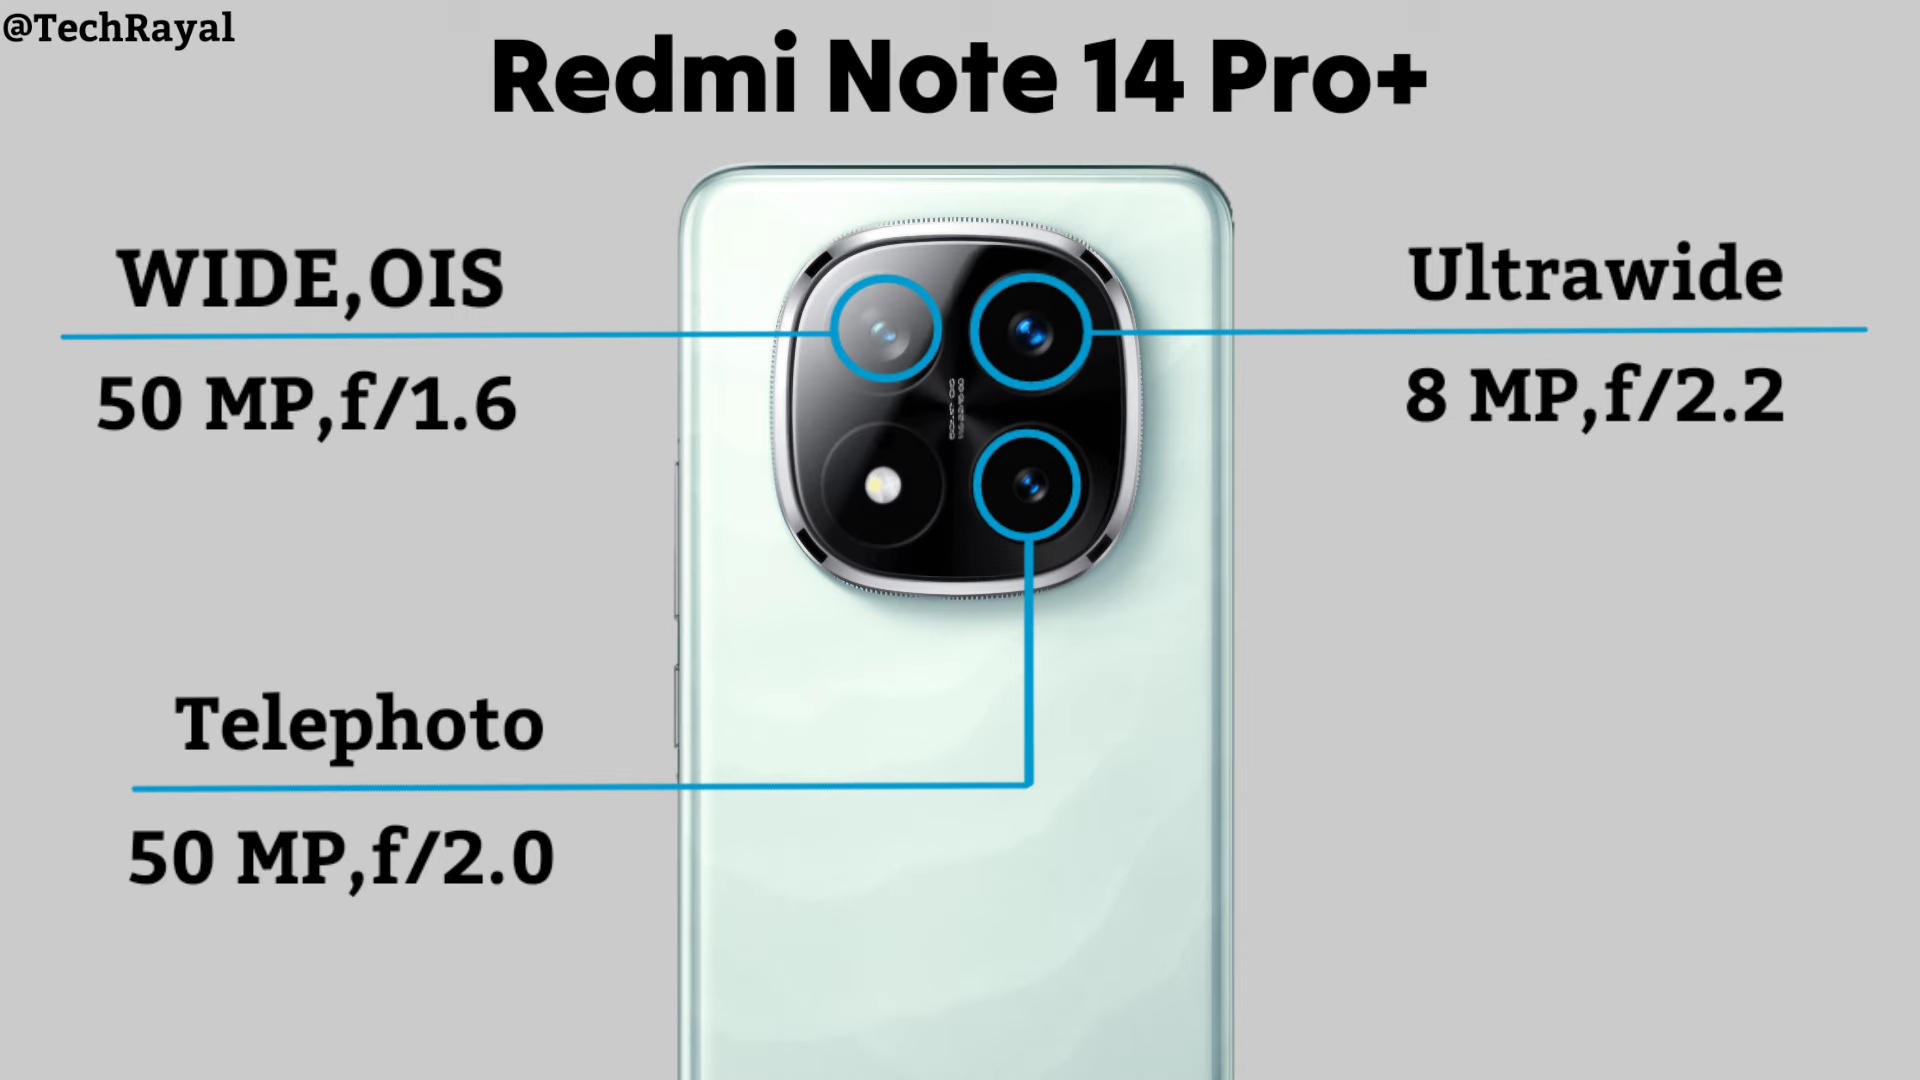 @TechRayal
Redmi Note 14 Pro+
WIDE,OIS
50 MP,f/1.6
Ultrawide
8 MP,f/2.2
Telephoto
50 MP,f/2.0